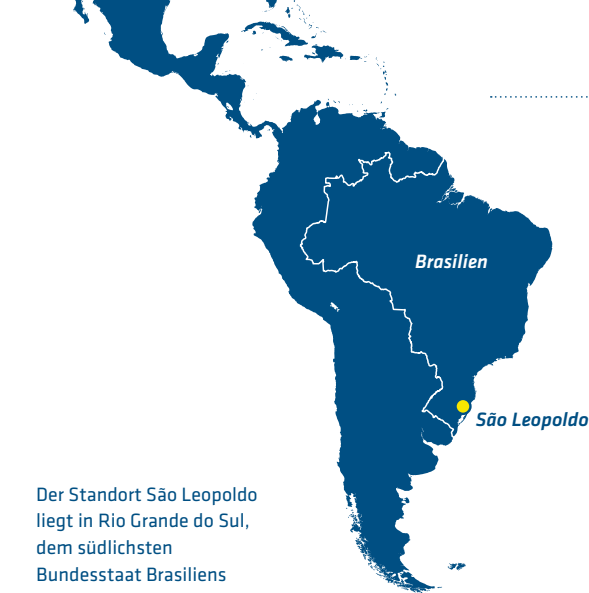 Brasilien
São Leopoldo
Der Standort São Leopoldo
liegt in Rio Grande do Sul,
dem südlichsten
Bundesstaat Brasiliens